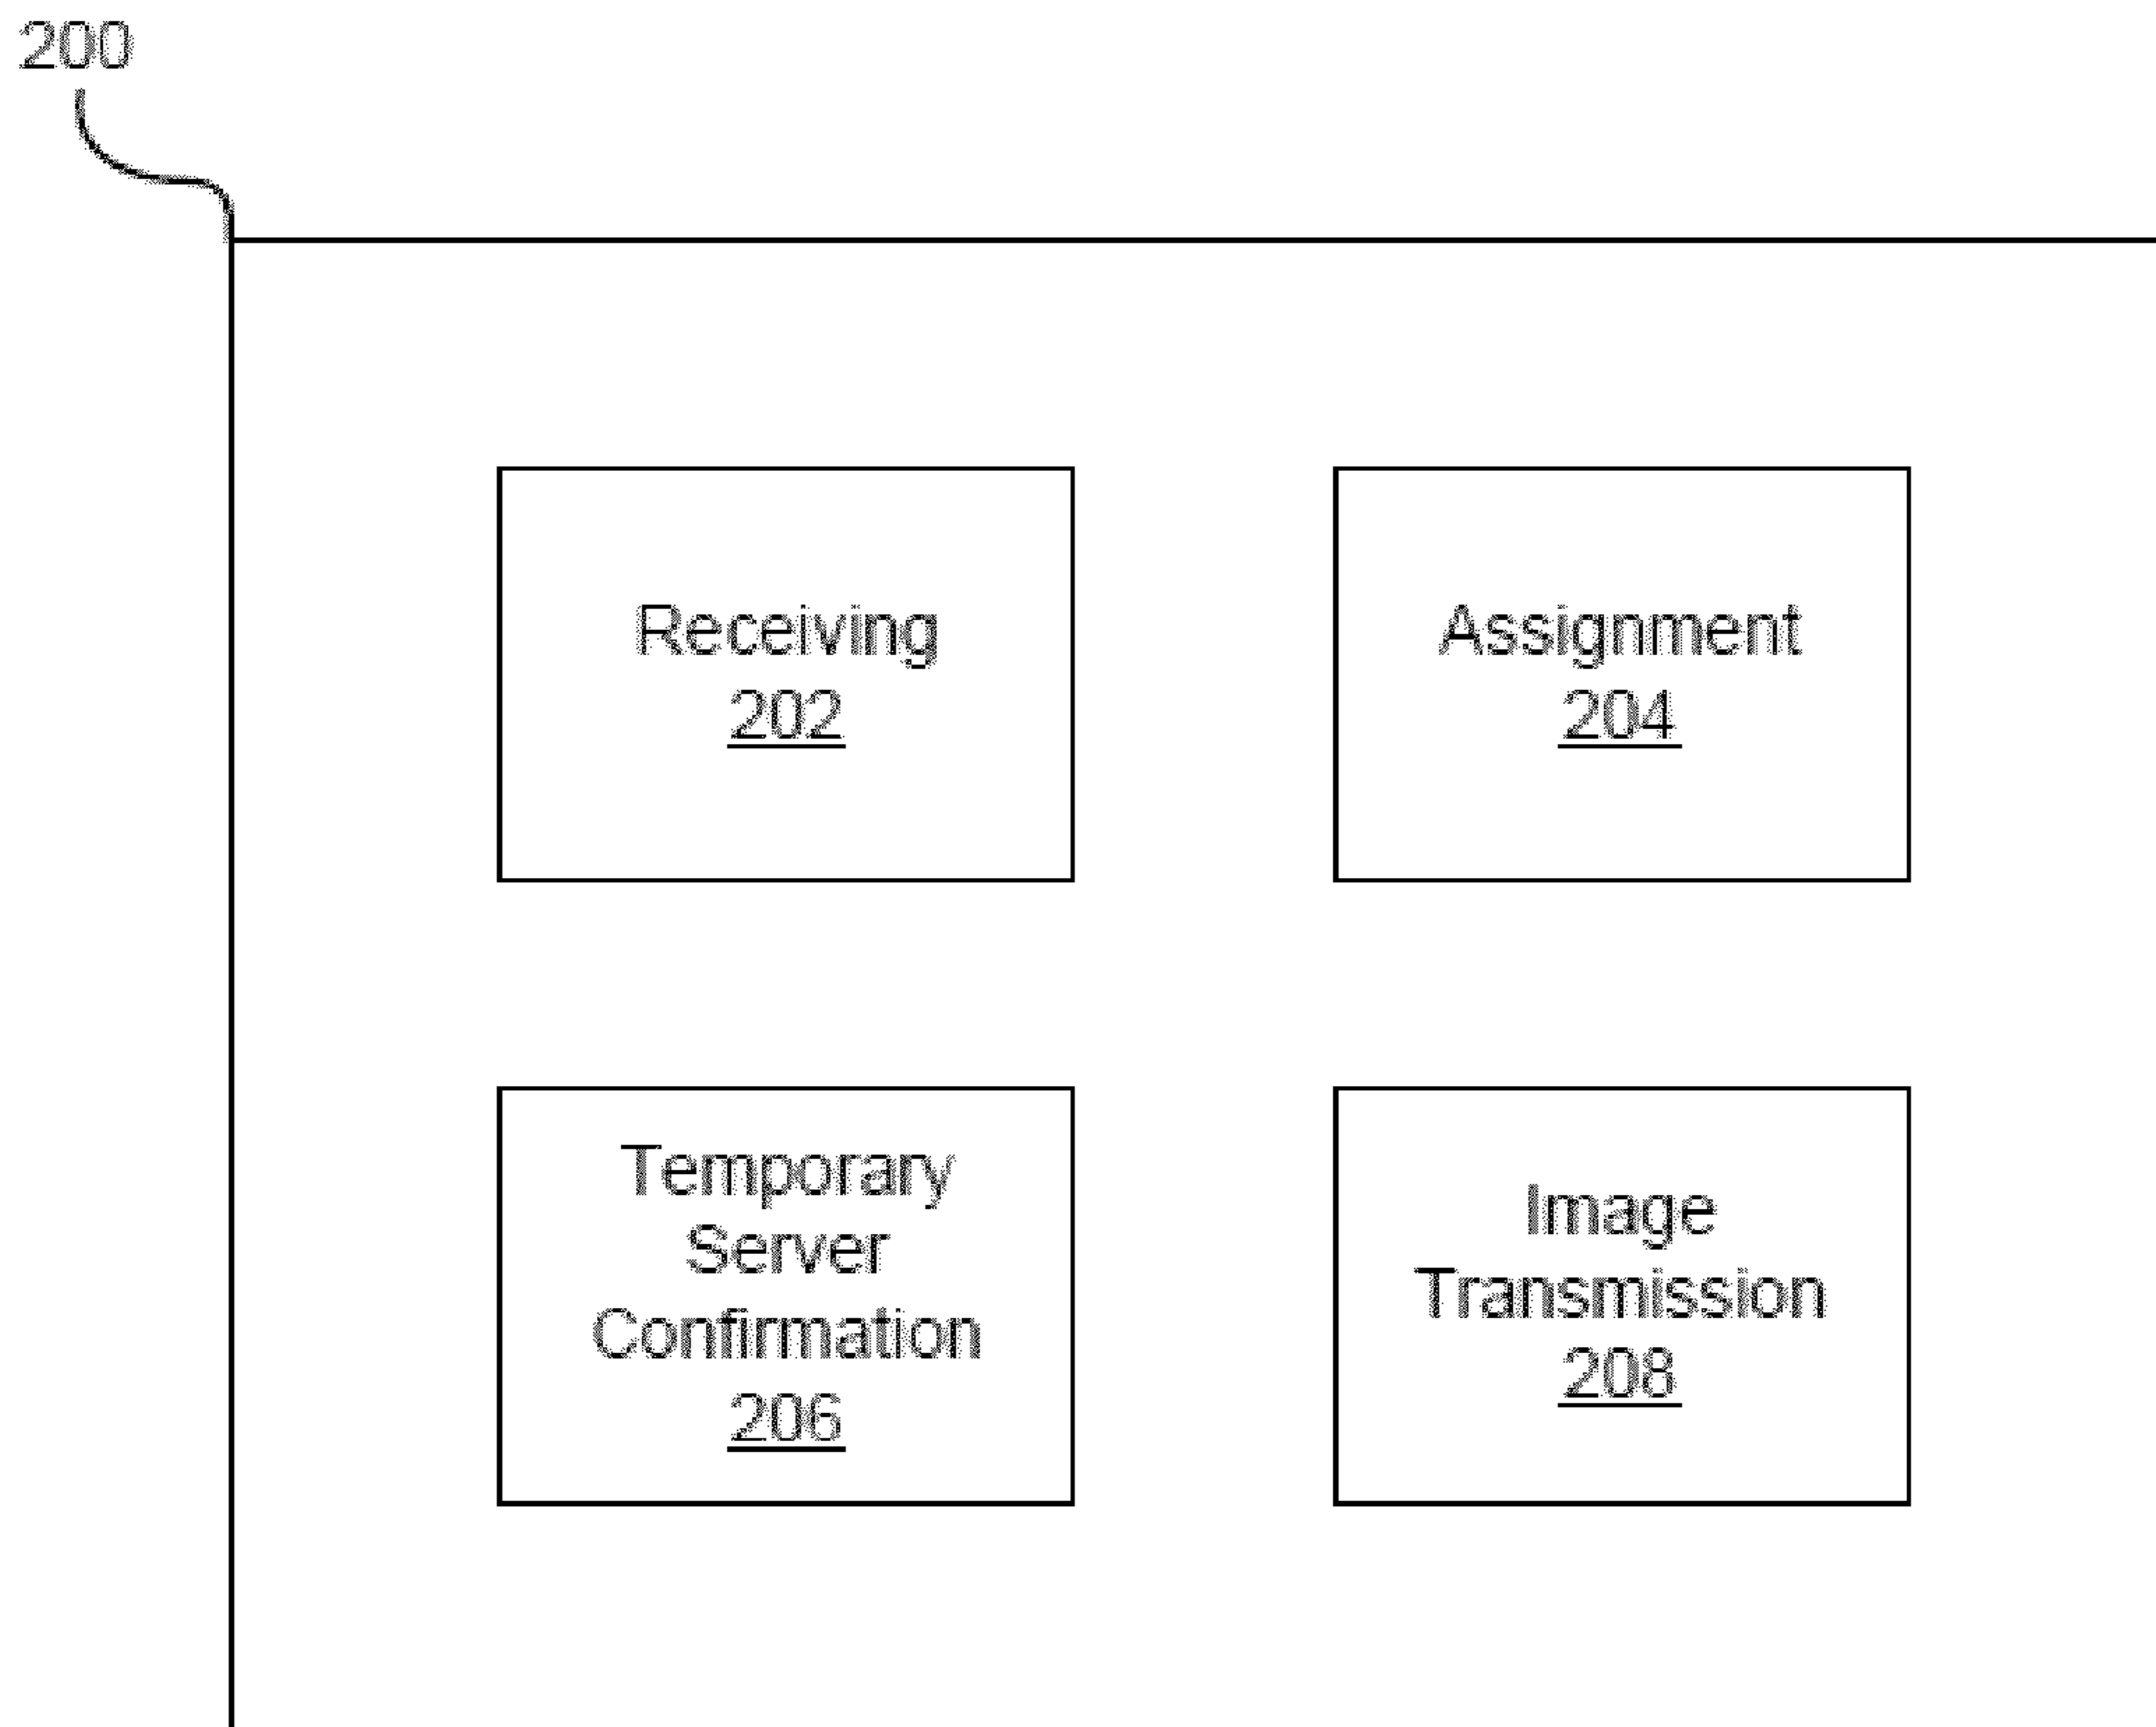 200
Receiving
202
Assignment
204
Temporary
Server
Confirmation
206
Image
Transmission
208